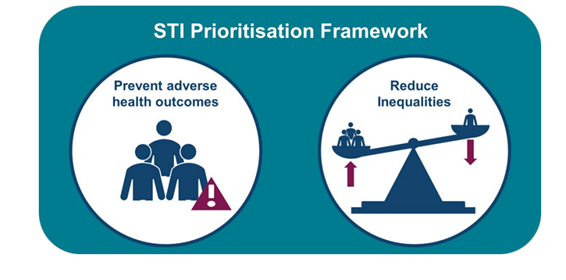 STI Prioritisation Framework
Prevent adverse
health outcomes
Reduce
Inequalities